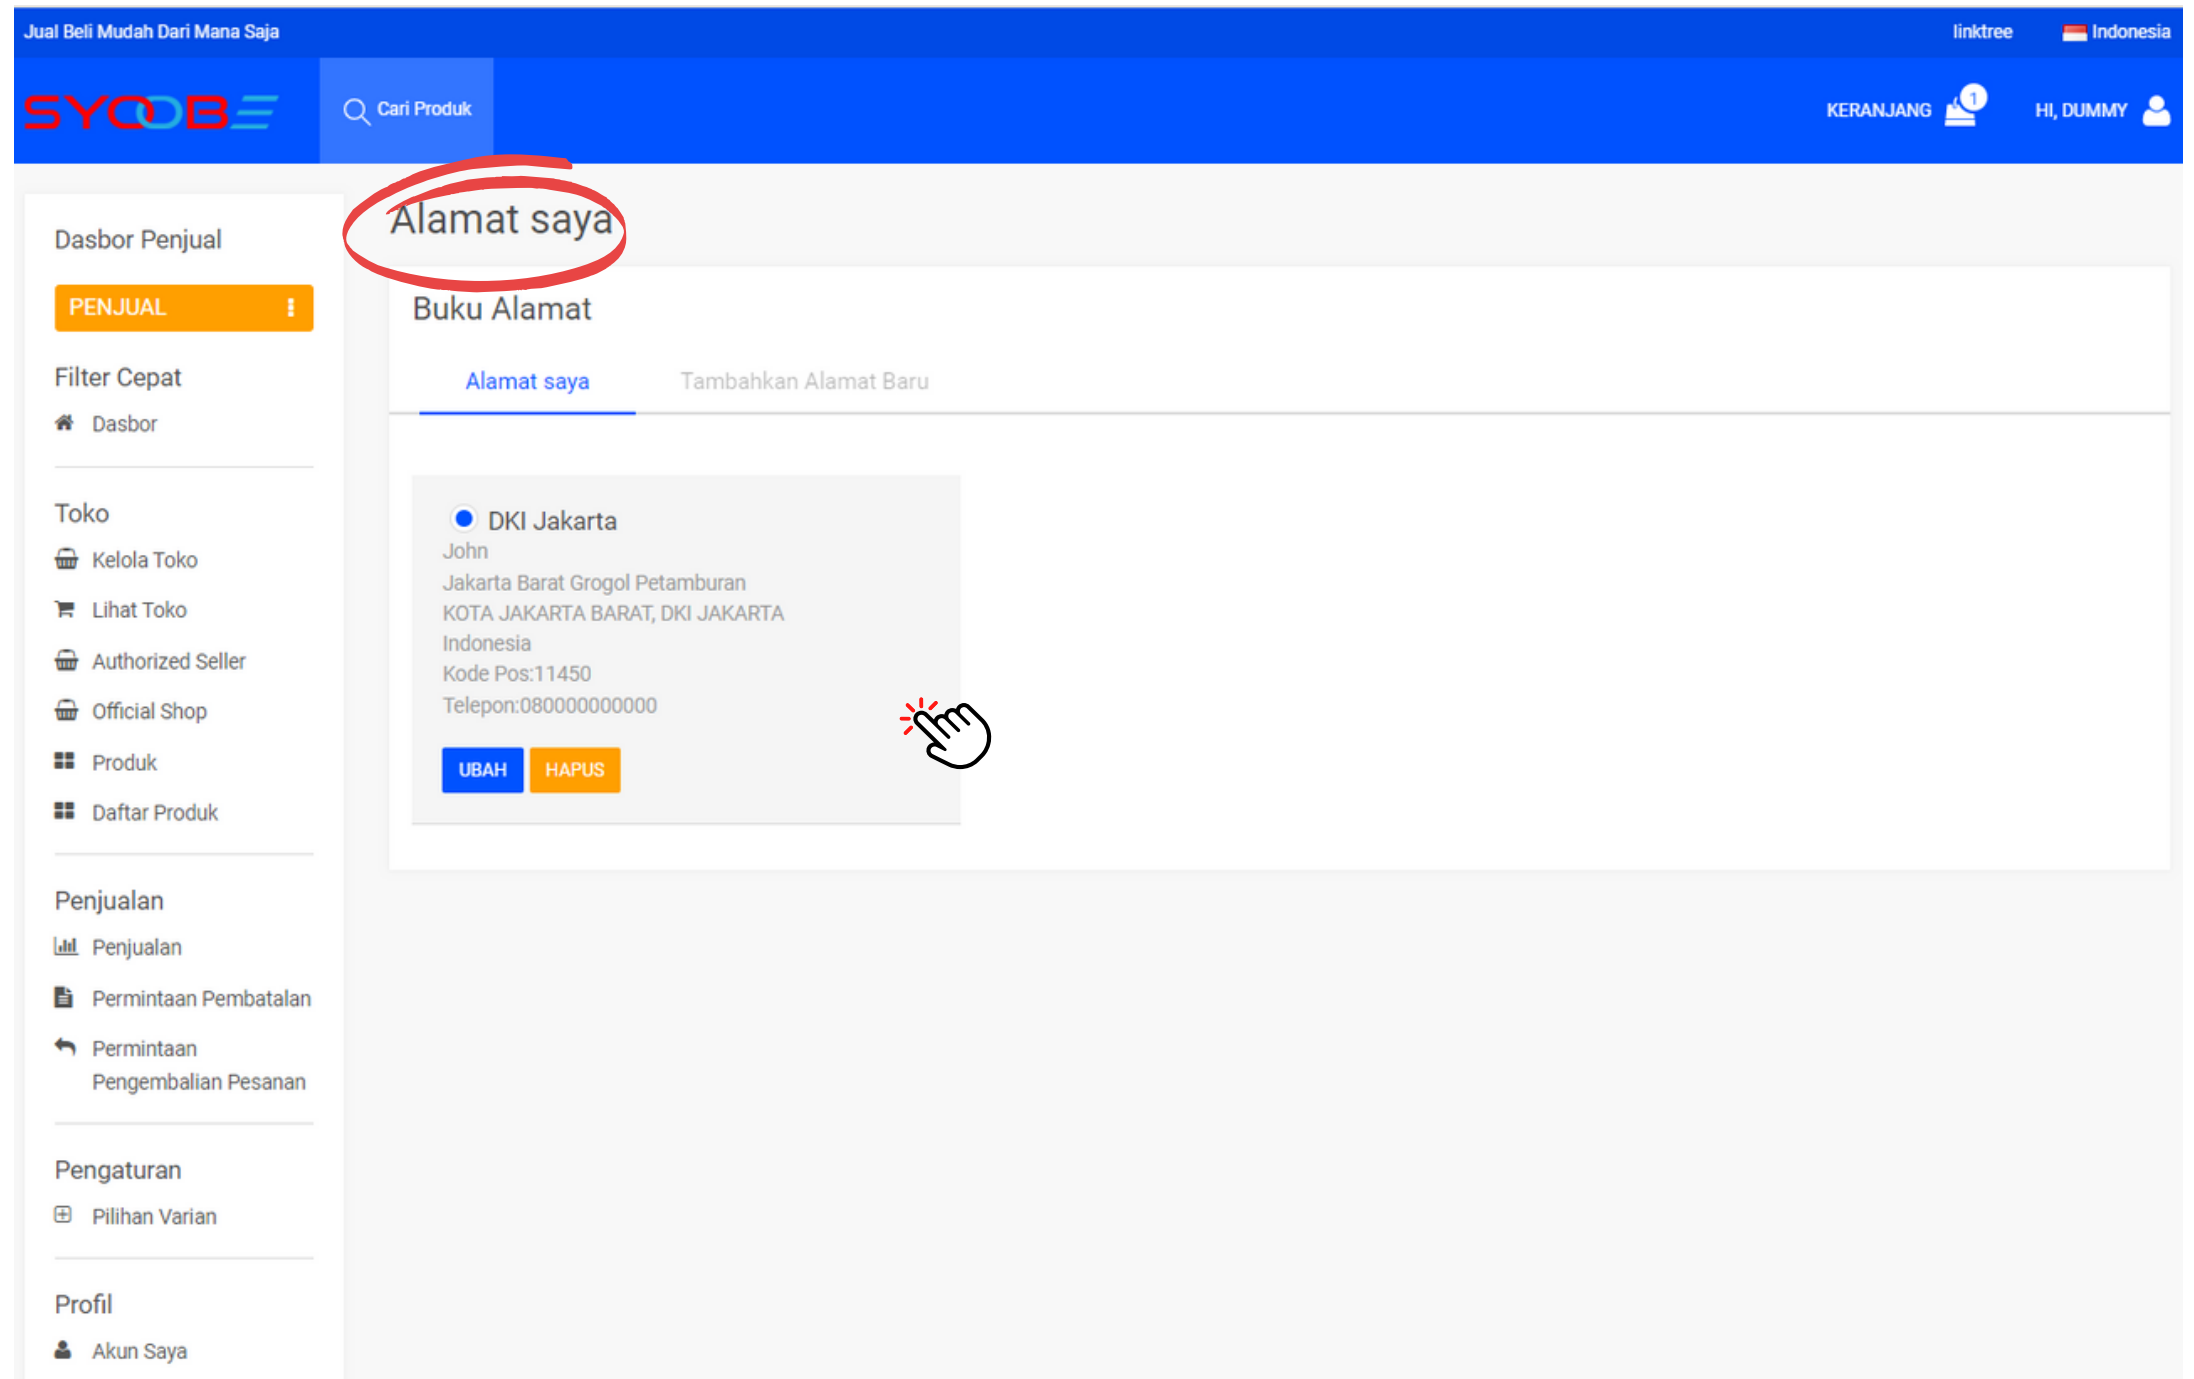 Jual Beli Mudah Dari Mana Saja
linktree
Indonesia
SYOOBE
Cari Produk
KERANJANG
1
HI, DUMMY
Dasbor Penjual
PENJUAL
Filter Cepat
Dasbor
Toko
Kelola Toko
Lihat Toko
Authorized Seller
Official Shop
Produk
Daftar Produk
Penjualan
Penjualan
Permintaan Pembatalan
Permintaan
Pengembalian Pesanan
Pengaturan
Pilihan Varian
Profil
Akun Saya
Alamat saya
Buku Alamat
Alamat saya
Tambahkan Alamat Baru
DKI Jakarta
John
Jakarta Barat Grogol Petamburan
KOTA JAKARTA BARAT, DKI JAKARTA
Indonesia
Kode Pos:11450
Telepon:080000000000
UBAH
HAPUS